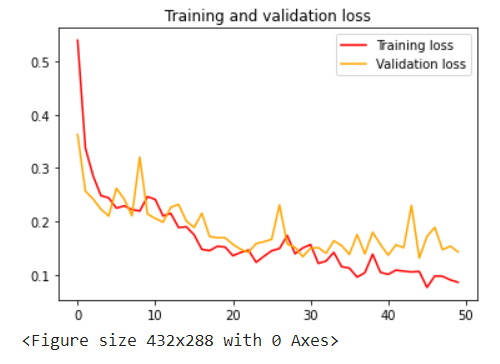 Training and validation loss
Training loss
Validation loss
0.5
0.4
0.3
0.2
0.1
0 10 20 30 40 50
<Figure size 432x288 with 0 Axes>